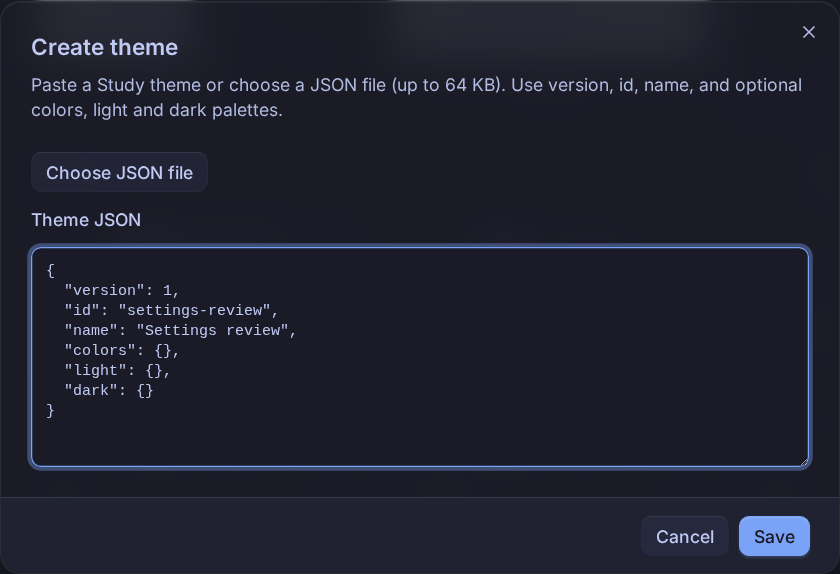 Create theme
Paste a Study theme or choose a JSON file (up to 64 KB). Use version, id, name, and optional
colors, light and dark palettes.
Choose JSON file
Theme JSON
{
  "version": 1,
  "id": "settings-review",
  "name": "Settings review",
  "colors": {},
  "light": {},
  "dark": {}
}
Cancel
Save